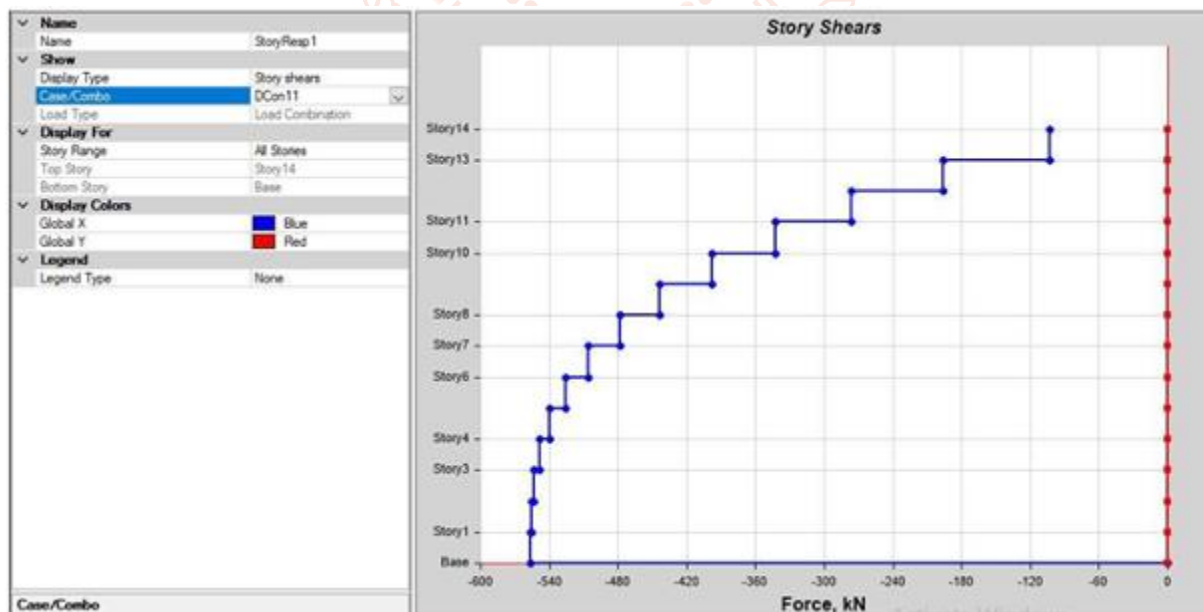 Name
Name StoryResp1
Show
Display Type Story shears
Case/Combo DCon11
Load Type Load Combination
Display For
Story Range All Stories
Top Story Story14
Bottom Story Base
Display Colors
Global X Blue
Global Y Red
Legend
Legend Type None
Case/Combo
Story Shears
Story14
Story13
Story11
Story10
Story8
Story7
Story6
Story4
Story3
Story1
Base
-600 -540 -480 -420 -360 -300 -240 -180 -120 -60 0
Force, kN